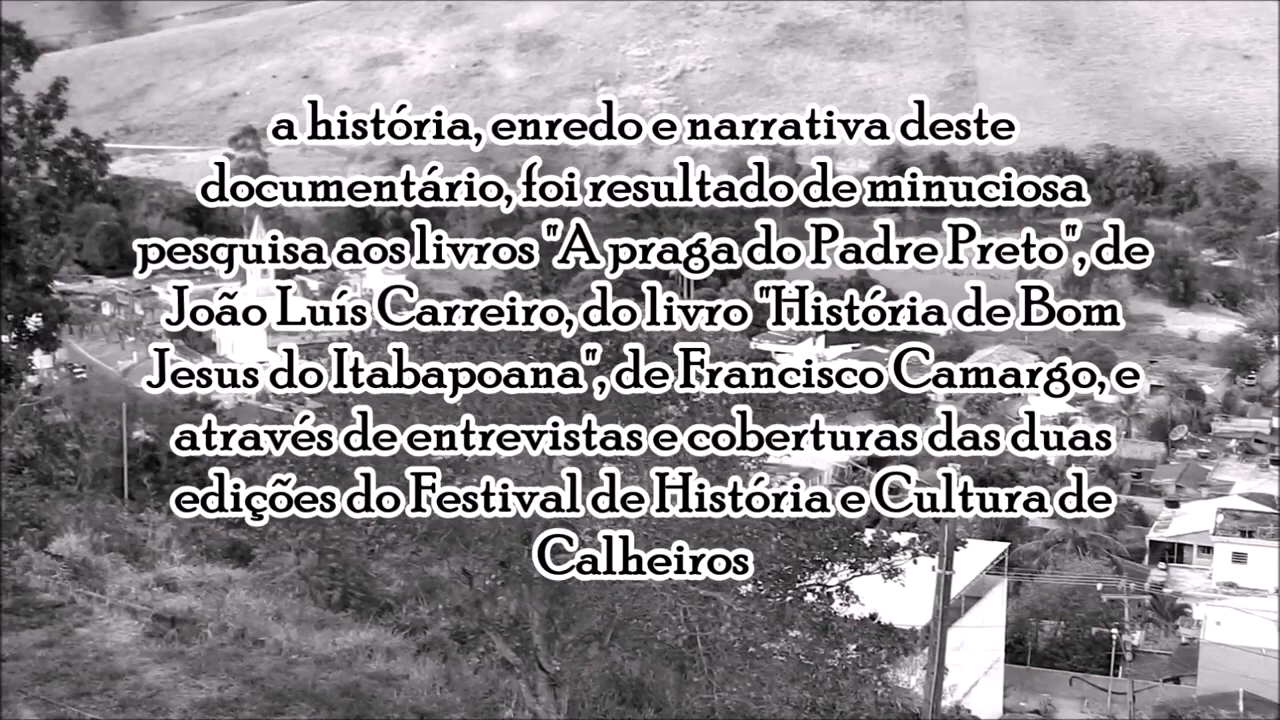 a história, enredo e narrativa deste
documentário, foi resultado de minuciosa
pesquisa aos livros "A praga do Padre Preto", de
João Luís Carreiro, do livro "História de Bom
Jesus do Itabapoana", de Francisco Camargo, e
através de entrevistas e coberturas das duas
edições do Festival de História e Cultura de
Calheiros